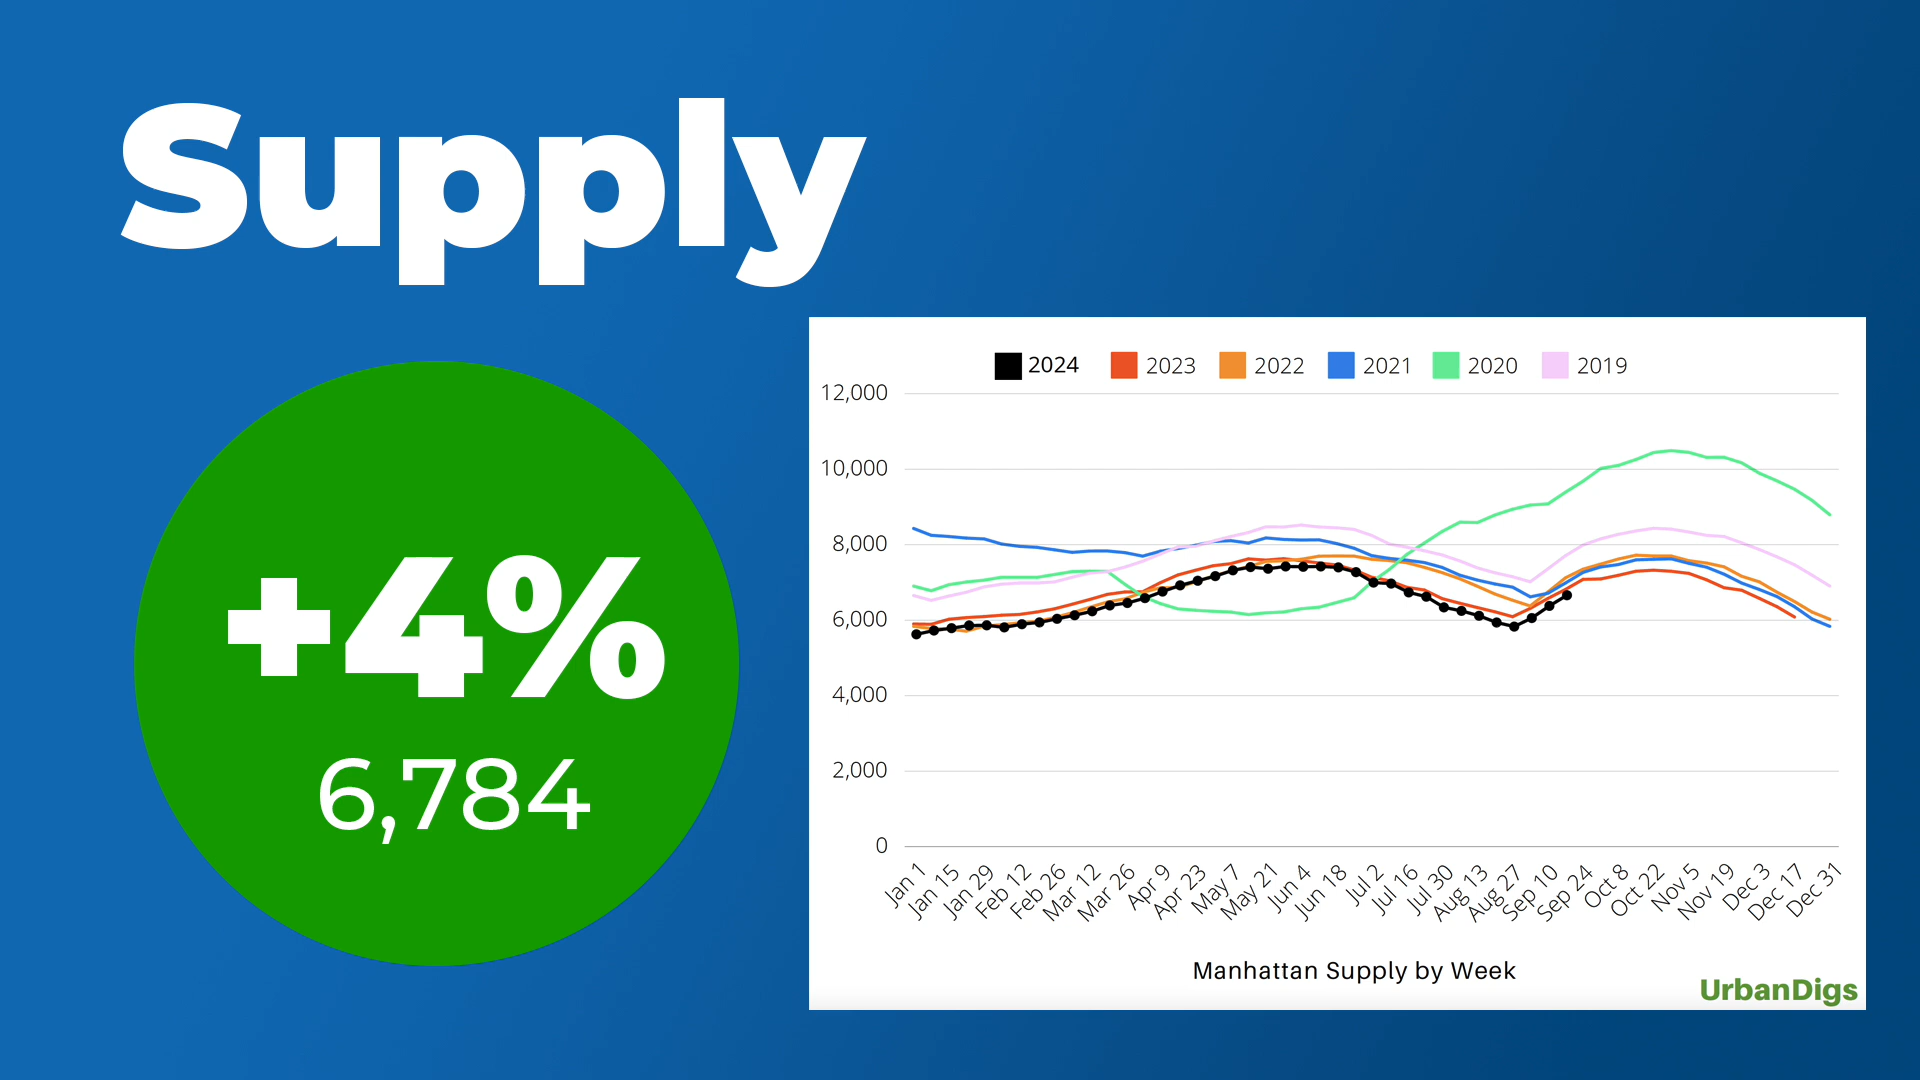 Supply
+4%
6,784
2024 2023 2022 2021 2020 2019
12,000
10,000
8,000
6,000
4,000
2,000
0
Jan 1 Jan 15 Jan 29 Feb 12 Feb 26 Mar 12 Mar 26 Apr 9 Apr 23 May 7 May 21 Jun 4 Jun 18 Jul 2 Jul 16 Jul 30 Aug 13 Aug 27 Sep 10 Sep 24 Oct 8 Oct 22 Nov 5 Nov 19 Dec 3 Dec 17 Dec 31
Manhattan Supply by Week
UrbanDigs